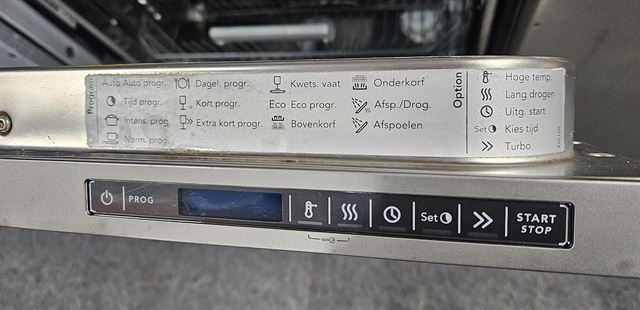 Programma
Auto Auto progr.
Tijd progr.
Intens. prog.
Norm. prog.
Dagel. progr.
Kort progr.
Extra kort progr.
Kwets. vaat
Eco Eco progr.
Bovenkorf
Onderkorf
Afsp./Drog.
Afspoelen
Option
Hoge temp.
Lang drogen
Uitg. start
Set Kies tijd
Turbo
PROG
Set
START
STOP